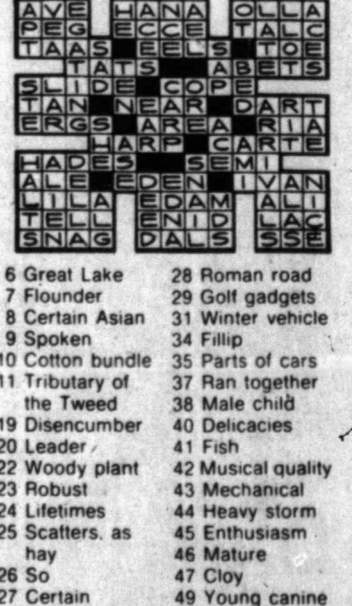 AVE HANA OLLA
PEG ECCE TALC
TAAS EELS TOE
TATS ABETS
SLIDE COPE
TAN NEAR DART
ERGS AREA RIA
HARP CARTE
HADES SEMI
ALE EDEN IVAN
LILA EDAM ALI
TELL ENID LAC
SNAG DALS SSE
6 Great Lake
7 Flounder
8 Certain Asian
9 Spoken
10 Cotton bundle
11 Tributary of
the Tweed
19 Disencumber
20 Leader
22 Woody plant
23 Robust
24 Lifetimes
25 Scatters, as
hay
26 So
27 Certain
28 Roman road
29 Golf gadgets
31 Winter vehicle
34 Fillip
35 Parts of cars
37 Ran together
38 Male child
40 Delicacies
41 Fish
42 Musical quality
43 Mechanical
44 Heavy storm
45 Enthusiasm
46 Mature
47 Cloy
49 Young canine